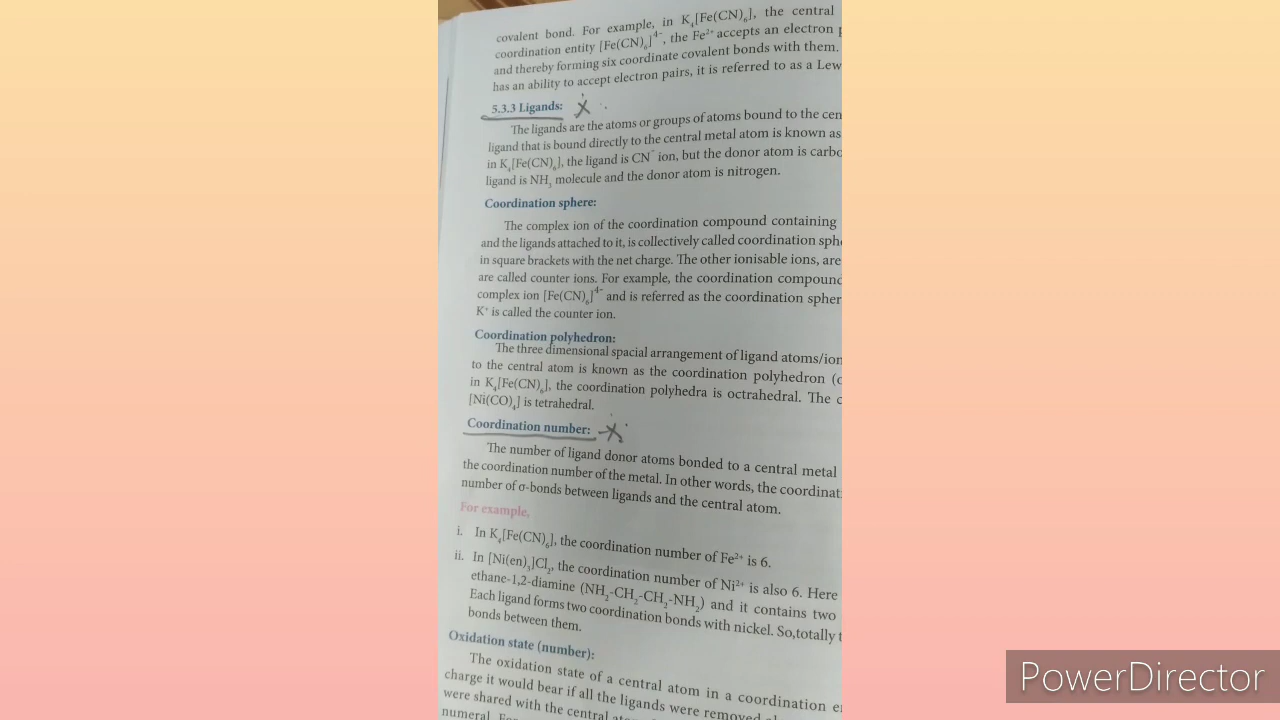 covalent bond. For example, in K₄[Fe(CN)₆], the central
coordination entity [Fe(CN)₆]⁴⁻, the Fe²⁺ accepts an electron
and thereby forming six coordinate covalent bonds with them.
has an ability to accept electron pairs, it is referred to as a Lew
5.3.3 Ligands:
The ligands are the atoms or groups of atoms bound to the cen
ligand that is bound directly to the central metal atom is known as
in K₄[Fe(CN)₆], the ligand is CN⁻ ion, but the donor atom is carbo
ligand is NH₃ molecule and the donor atom is nitrogen.
Coordination sphere:
The complex ion of the coordination compound containing
and the ligands attached to it, is collectively called coordination sph
in square brackets with the net charge. The other ionisable ions, are
are called counter ions. For example, the coordination compound
complex ion [Fe(CN)₆]⁴⁻ and is referred as the coordination spher
K⁺ is called the counter ion.
Coordination polyhedron:
The three dimensional spacial arrangement of ligand atoms/ion
to the central atom is known as the coordination polyhedron (
in K₄[Fe(CN)₆], the coordination polyhedra is octrahedral. The
[Ni(CO)₄] is tetrahedral.
Coordination number:
The number of ligand donor atoms bonded to a central metal
the coordination number of the metal. In other words, the coordinat
number of σ-bonds between ligands and the central atom.
For example,
i. In K₄[Fe(CN)₆], the coordination number of Fe²⁺ is 6.
ii. In [Ni(en)₃]Cl₂, the coordination number of Ni²⁺ is also 6. Here
ethane-1,2-diamine (NH₂-CH₂-CH₂-NH₂) and it contains two
Each ligand forms two coordination bonds with nickel. So,totally
bonds between them.
Oxidation state (number):
The oxidation state of a central atom in a coordination
charge it would bear if all the ligands were removed
were shared with the central
numeral.
PowerDirector